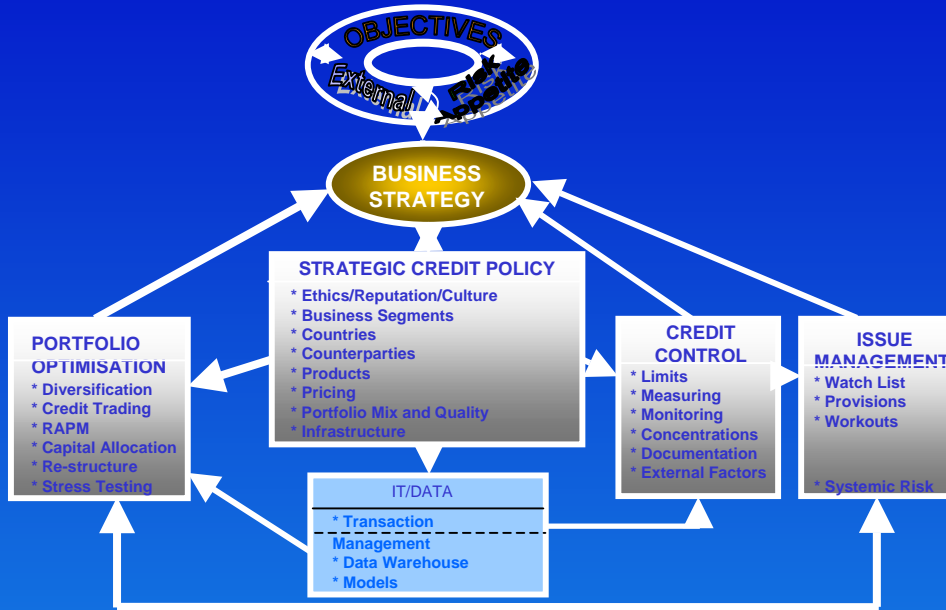 OBJECTIVES
External
Risk
Appetite
BUSINESS
STRATEGY
STRATEGIC CREDIT POLICY
* Ethics/Reputation/Culture
* Business Segments
* Countries
* Counterparties
* Products
* Pricing
* Portfolio Mix and Quality
* Infrastructure
PORTFOLIO
OPTIMISATION
* Diversification
* Credit Trading
* RAPM
* Capital Allocation
* Re-structure
* Stress Testing
CREDIT
CONTROL
* Limits
* Measuring
* Monitoring
* Concentrations
* Documentation
* External Factors
ISSUE
MANAGEMENT
* Watch List
* Provisions
* Workouts
* Systemic Risk
IT/DATA
* Transaction
Management
* Data Warehouse
* Models